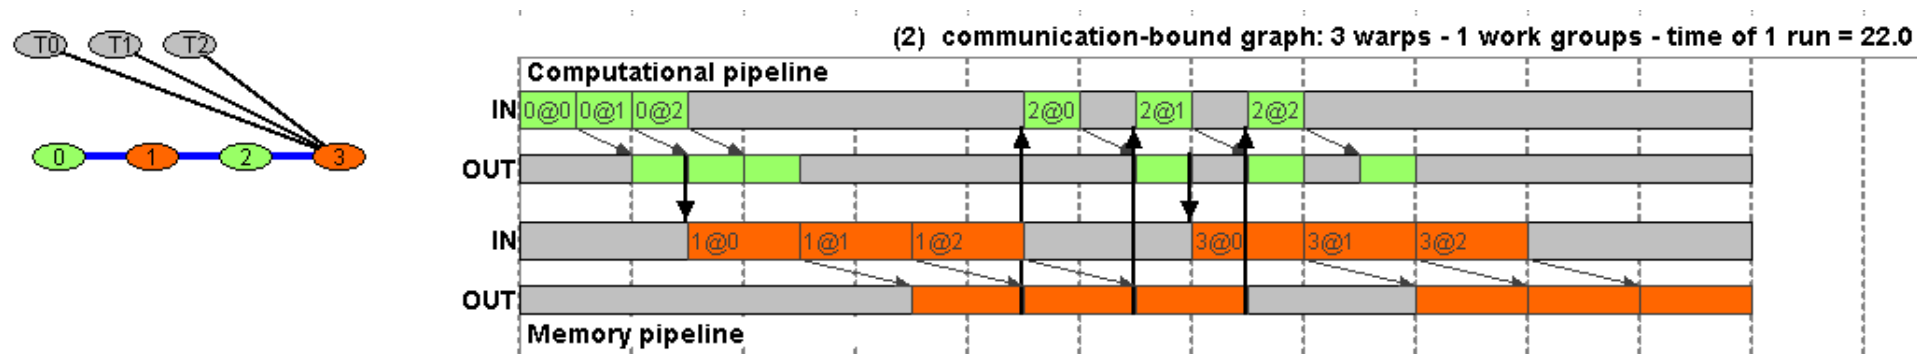 T0 T1 T2
0 1 2 3
(2) communication-bound graph: 3 warps - 1 work groups - time of 1 run = 22.0
Computational pipeline
IN 0@0 0@1 0@2 2@0 2@1 2@2
OUT
IN 1@0 1@1 1@2 3@0 3@1 3@2
OUT
Memory pipeline